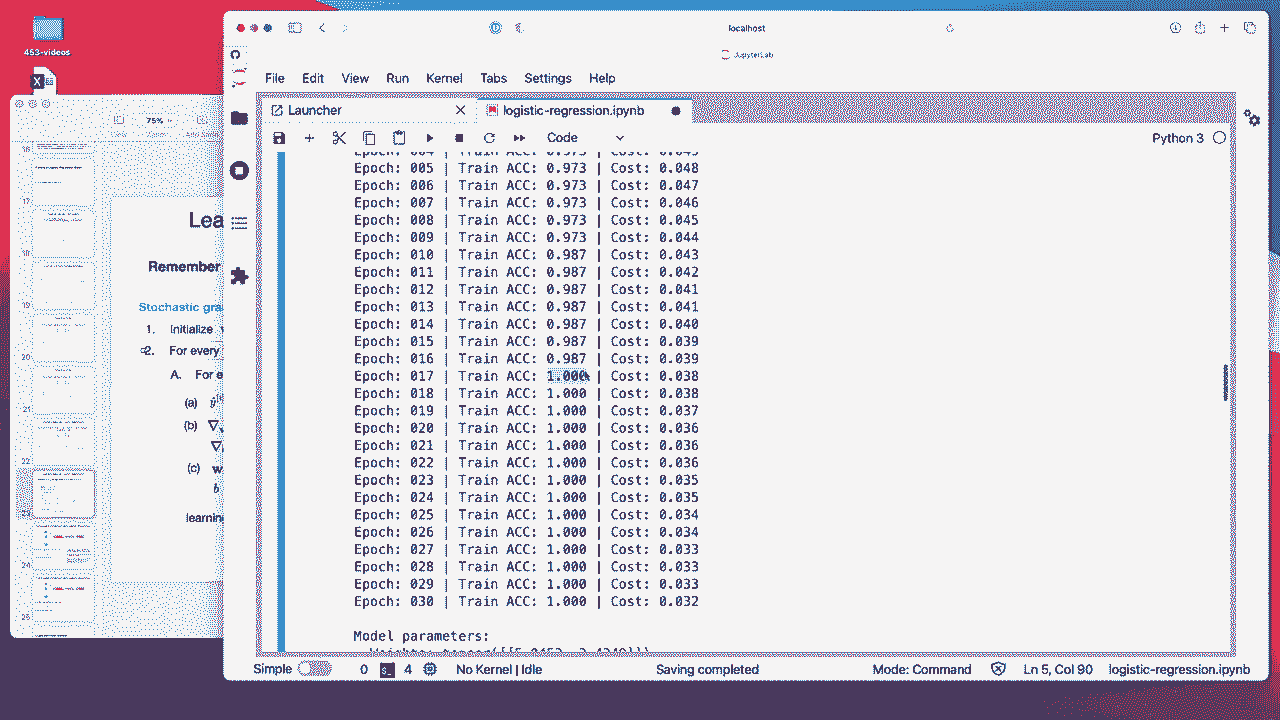 453-videos
localhost
JupyterLab
File Edit View Run Kernel Tabs Settings Help
Launcher
logistic-regression.ipynb
Code
Python 3
75%
Epoch: 004 | Train ACC: 0.973 | Cost: 0.049
Epoch: 005 | Train ACC: 0.973 | Cost: 0.048
Epoch: 006 | Train ACC: 0.973 | Cost: 0.047
Epoch: 007 | Train ACC: 0.973 | Cost: 0.046
Epoch: 008 | Train ACC: 0.973 | Cost: 0.045
Epoch: 009 | Train ACC: 0.973 | Cost: 0.044
Epoch: 010 | Train ACC: 0.987 | Cost: 0.043
Epoch: 011 | Train ACC: 0.987 | Cost: 0.042
Epoch: 012 | Train ACC: 0.987 | Cost: 0.041
Epoch: 013 | Train ACC: 0.987 | Cost: 0.041
Epoch: 014 | Train ACC: 0.987 | Cost: 0.040
Epoch: 015 | Train ACC: 0.987 | Cost: 0.039
Epoch: 016 | Train ACC: 0.987 | Cost: 0.039
Epoch: 017 | Train ACC: 1.000 | Cost: 0.038
Epoch: 018 | Train ACC: 1.000 | Cost: 0.038
Epoch: 019 | Train ACC: 1.000 | Cost: 0.037
Epoch: 020 | Train ACC: 1.000 | Cost: 0.036
Epoch: 021 | Train ACC: 1.000 | Cost: 0.036
Epoch: 022 | Train ACC: 1.000 | Cost: 0.036
Epoch: 023 | Train ACC: 1.000 | Cost: 0.035
Epoch: 024 | Train ACC: 1.000 | Cost: 0.035
Epoch: 025 | Train ACC: 1.000 | Cost: 0.034
Epoch: 026 | Train ACC: 1.000 | Cost: 0.034
Epoch: 027 | Train ACC: 1.000 | Cost: 0.033
Epoch: 028 | Train ACC: 1.000 | Cost: 0.033
Epoch: 029 | Train ACC: 1.000 | Cost: 0.033
Epoch: 030 | Train ACC: 1.000 | Cost: 0.032
Model parameters:
Lea
Remember
Stochastic gra
1. Initialize
2. For every
A. For e
(a) ŷ
(b) ∇
∇
(c) w
b
learning
16
17
18
19
20
21
22
23
24
25
Simple 0 4 No Kernel | Idle Saving completed Mode: Command Ln 5, Col 90 logistic-regression.ipynb